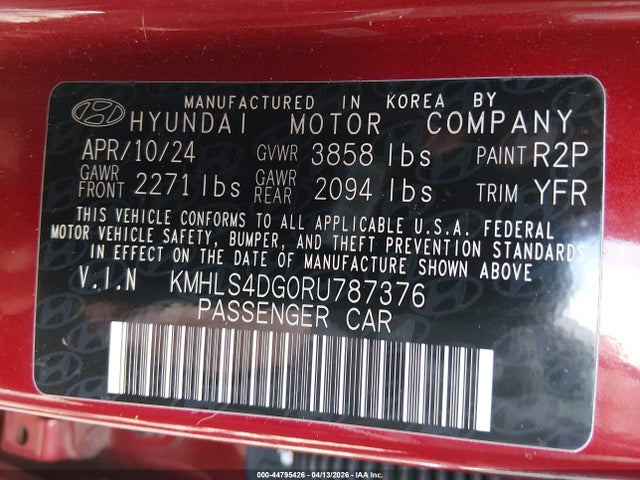 MANUFACTURED IN KOREA BY
HYUNDAI MOTOR COMPANY
APR/10/24 GVWR 3858 lbs PAINT R2P
GAWR FRONT 2271 lbs GAWR REAR 2094 lbs TRIM YFR
THIS VEHICLE CONFORMS TO ALL APPLICABLE U.S.A. FEDERAL
MOTOR VEHICLE SAFETY, BUMPER, AND THEFT PREVENTION STANDARDS
IN EFFECT ON THE DATE OF MANUFACTURE SHOWN ABOVE.
V.I.N KMHLS4DG0RU787376
PASSENGER CAR
000-44795426 - 04/13/2026 - IAA Inc.